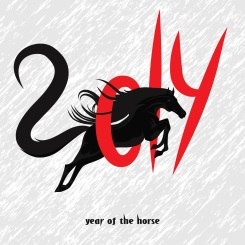 2014
year of the horse